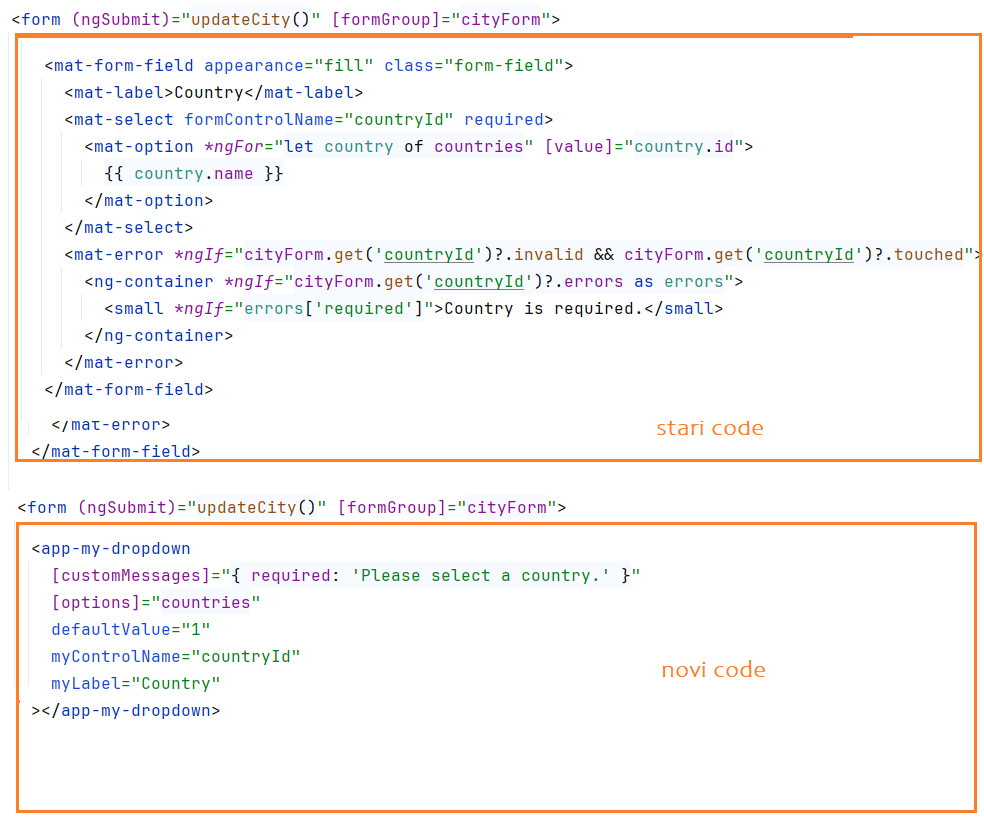 <form (ngSubmit)="updateCity()" [formGroup]="cityForm">
<mat-form-field appearance="fill" class="form-field">
<mat-label>Country</mat-label>
<mat-select formControlName="countryId" required>
<mat-option *ngFor="let country of countries" [value]="country.id">
{{ country.name }}
</mat-option>
</mat-select>
<mat-error *ngIf="cityForm.get('countryId')?.invalid && cityForm.get('countryId')?.touched">
<ng-container *ngIf="cityForm.get('countryId')?.errors as errors">
<small *ngIf="errors['required']">Country is required.</small>
</ng-container>
</mat-error>
</mat-form-field>
</mat-error>
stari code
</mat-form-field>
<form (ngSubmit)="updateCity()" [formGroup]="cityForm">
<app-my-dropdown
[customMessages]="{ required: 'Please select a country.' }"
[options]="countries"
defaultValue="1"
myControlName="countryId"
novi code
myLabel="Country"
></app-my-dropdown>